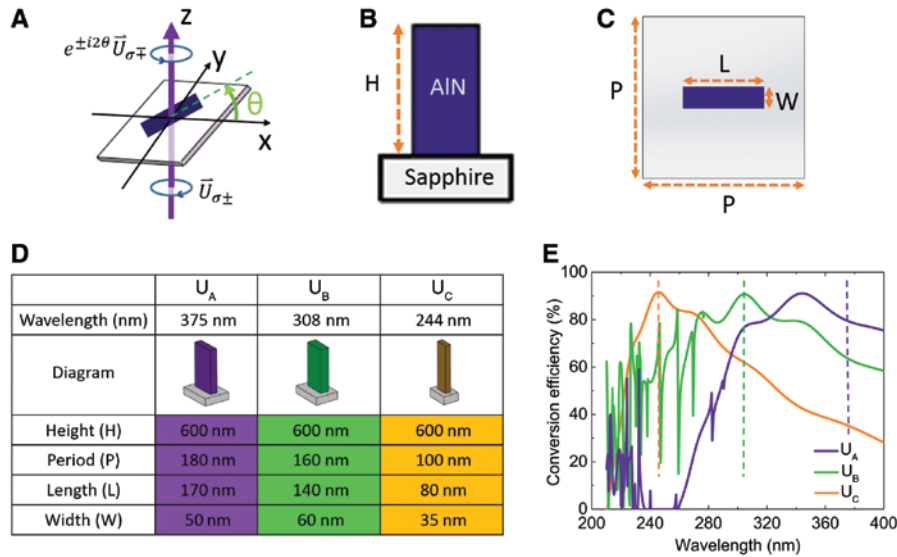 A
z
e^{±i2θ} \vec{U}_{σ∓}
y
θ
x
\vec{U}_{σ±}
B
H
AlN
Sapphire
C
L
P
W
P
D
U_A U_B U_C
Wavelength (nm) 375 nm 308 nm 244 nm
Diagram
Height (H) 600 nm 600 nm 600 nm
Period (P) 180 nm 160 nm 100 nm
Length (L) 170 nm 140 nm 80 nm
Width (W) 50 nm 60 nm 35 nm
E
Conversion efficiency (%)
100
80
60
40
20
0
U_A
U_B
U_C
200 240 280 320 360 400
Wavelength (nm)